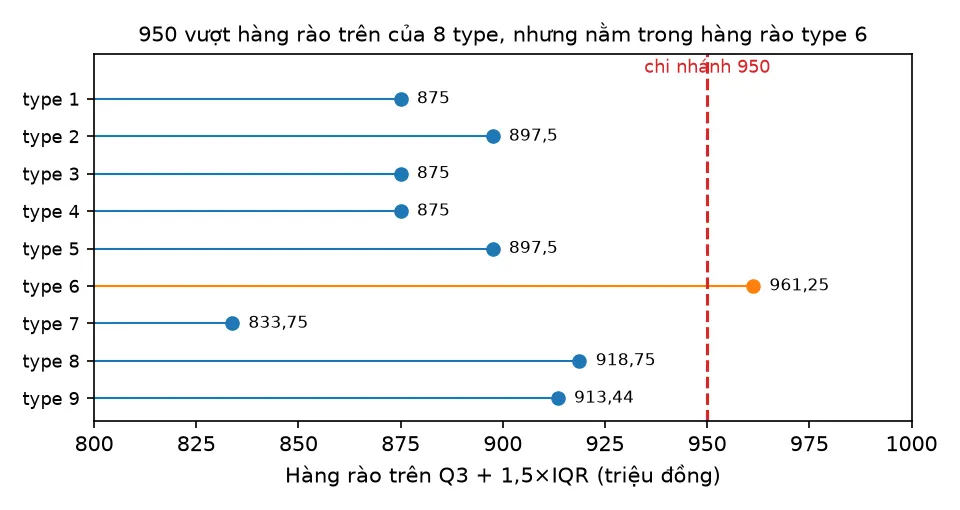 950 vượt hàng rào trên của 8 type, nhưng nằm trong hàng rào type 6
chi nhánh 950
type 1
875
type 2
897,5
type 3
875
type 4
875
type 5
897,5
type 6
961,25
type 7
833,75
type 8
918,75
type 9
913,44
800
825
850
875
900
925
950
975
1000
Hàng rào trên Q3 + 1,5×IQR (triệu đồng)